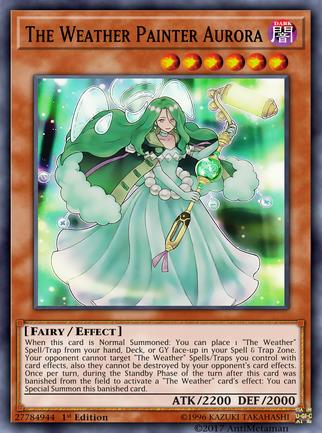 The Weather Painter Aurora
DARK
闇
[ Fairy / Effect ]
When this card is Normal Summoned: You can place 1 "The Weather"
Spell/Trap from your hand, Deck, or GY face-up in your Spell & Trap Zone.
Your opponent cannot target "The Weather" Spells/Traps you control with
card effects, also they cannot be destroyed by your opponent's card effects.
Once per turn, during the Standby Phase of the turn after this card was
banished from the field to activate a "The Weather" card's effect: You can
Special Summon this banished card.
ATK/2200 DEF/2000
27784944 1st Edition ©1996 KAZUKI TAKAHASHI
©2017 AntiMetaman